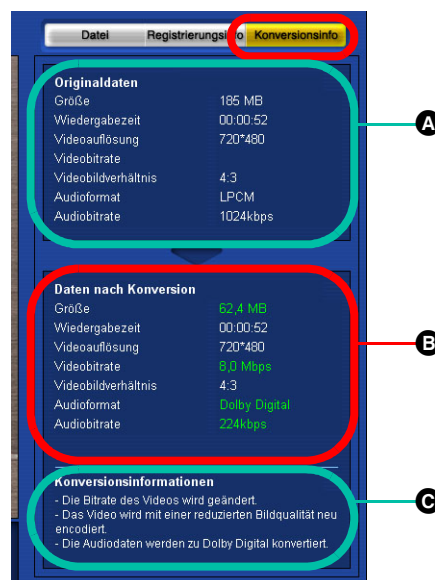 Datei Registrierungsinfo Konversionsinfo
Originaldaten
Größe 185 MB
Wiedergabezeit 00:00:52
Videoauflösung 720*480
Videobitrate
Videobildverhältnis 4:3
Audioformat LPCM
Audiobitrate 1024kbps
A
Daten nach Konversion
Größe 62,4 MB
Wiedergabezeit 00:00:52
Videoauflösung 720*480
Videobitrate 8,0 Mbps
Videobildverhältnis 4:3
Audioformat Dolby Digital
Audiobitrate 224kbps
B
Konversionsinformationen
- Die Bitrate des Videos wird geändert.
- Das Video wird mit einer reduzierten Bildqualität neu
encodiert.
- Die Audiodaten werden zu Dolby Digital konvertiert.
C